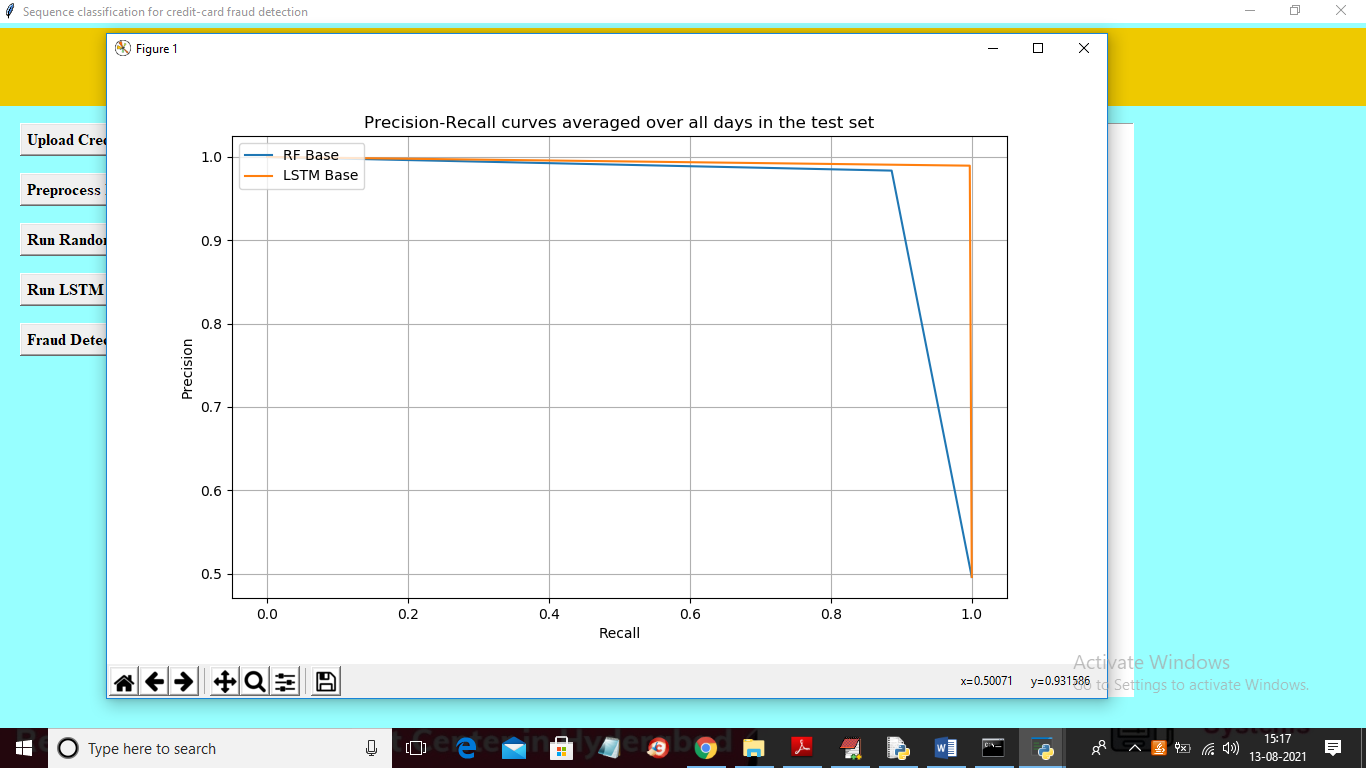 Sequence classification for credit-card fraud detection
Figure 1
Upload Cre
Preprocess
Run Rando
Run LSTM
Fraud Dete
Precision-Recall curves averaged over all days in the test set
RF Base
LSTM Base
1.0
0.9
0.8
0.7
0.6
0.5
Precision
0.0 0.2 0.4 0.6 0.8 1.0
Recall
x=0.50071 y=0.931586
Activate Windows
Go to Settings to activate Windows.
Type here to search
15:17
13-08-2021